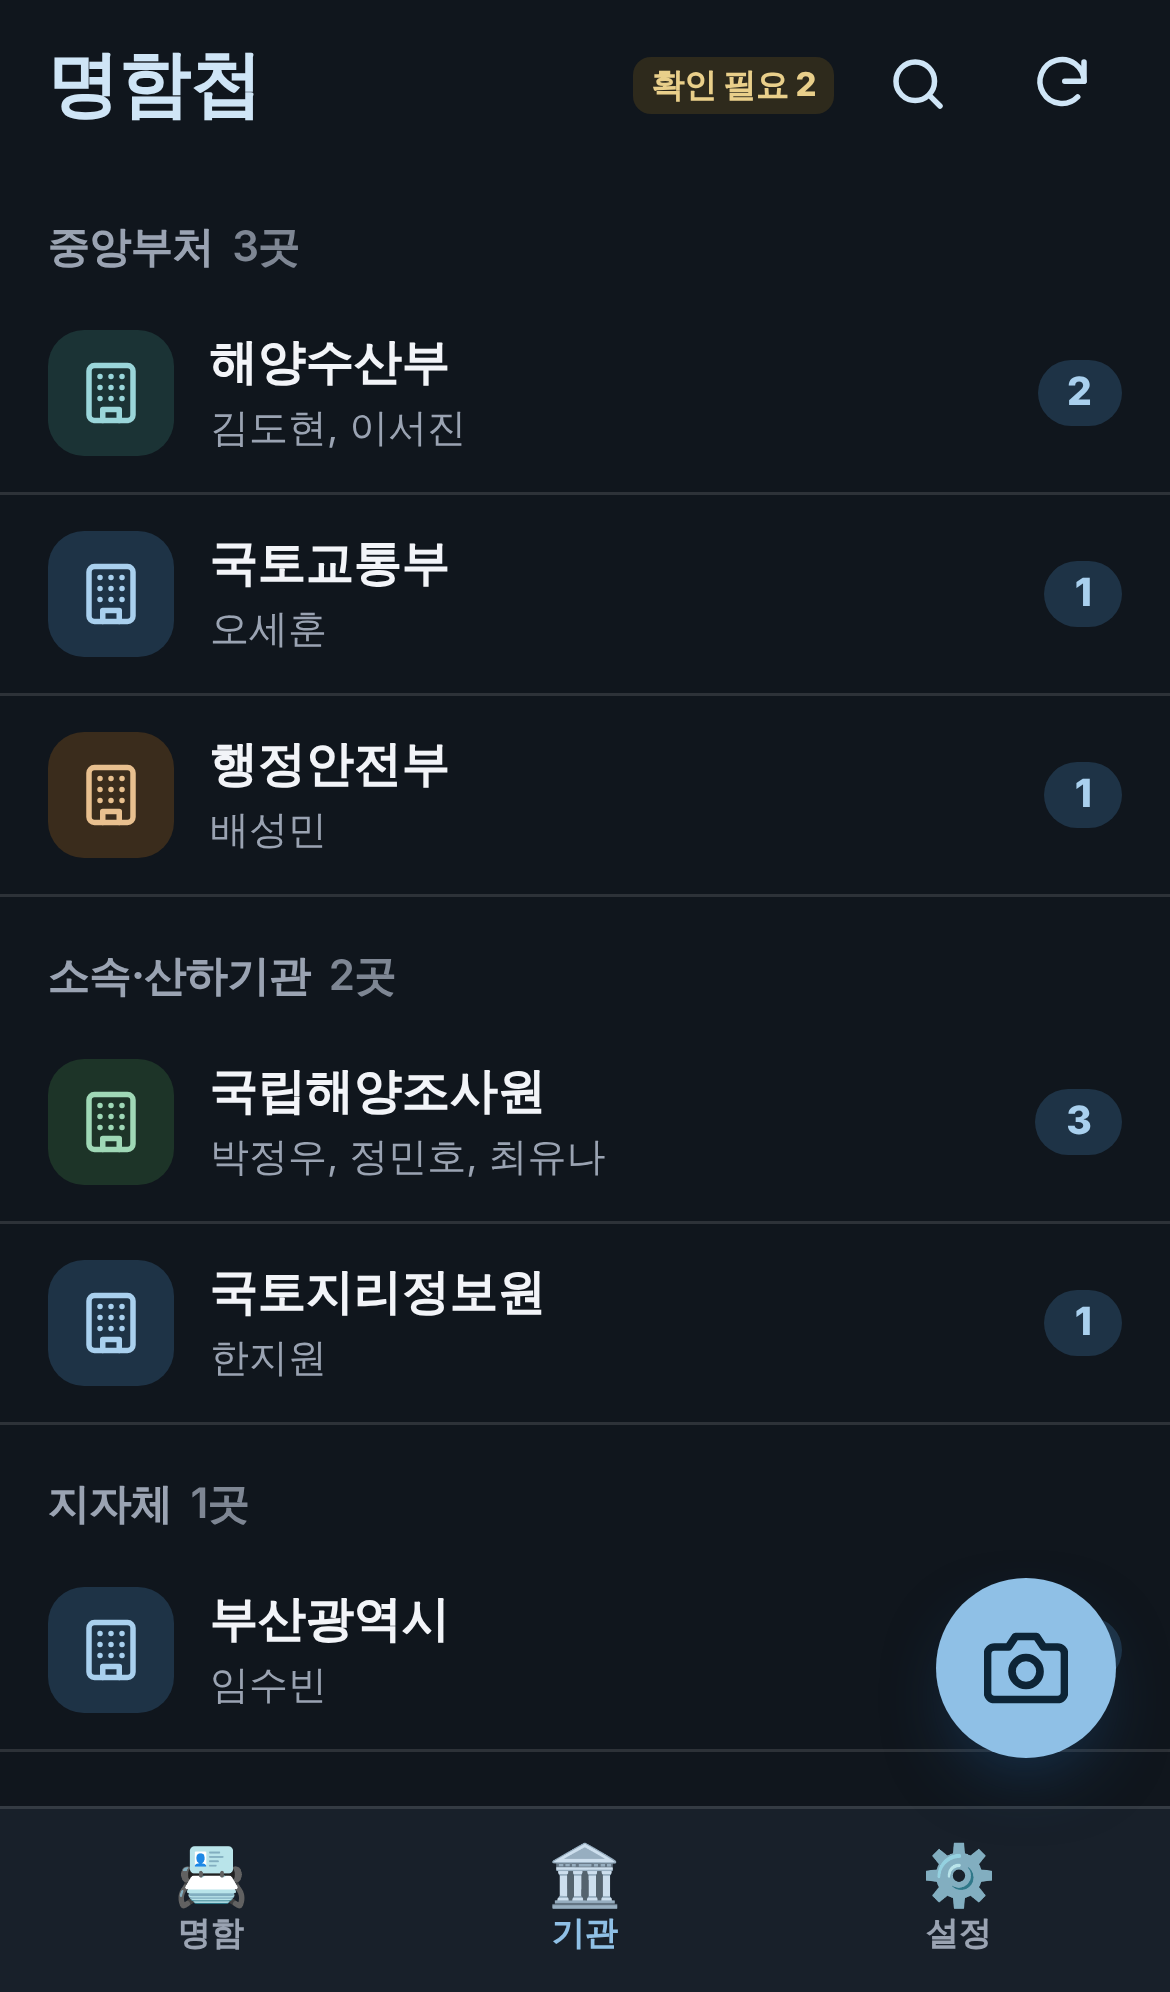 명함첩
확인 필요 2
중앙부처 3곳
해양수산부
김도현, 이서진
2
국토교통부
오세훈
1
행정안전부
배성민
1
소속·산하기관 2곳
국립해양조사원
박정우, 정민호, 최유나
3
국토지리정보원
한지원
1
지자체 1곳
부산광역시
임수빈
명함
기관
설정